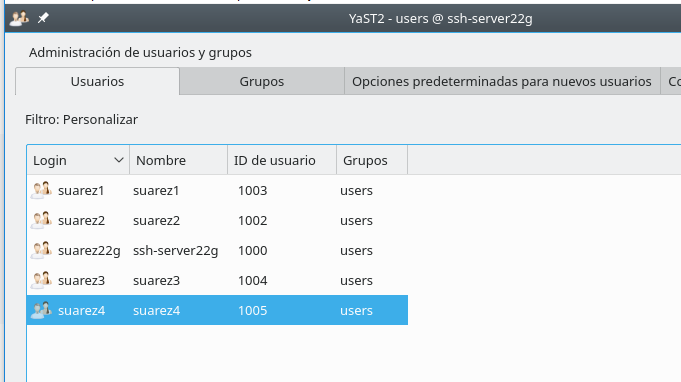 YaST2 - users @ ssh-server22g
Administración de usuarios y grupos
Usuarios Grupos Opciones predeterminadas para nuevos usuarios Co
Filtro: Personalizar
Login Nombre ID de usuario Grupos
suarez1 suarez1 1003 users
suarez2 suarez2 1002 users
suarez22g ssh-server22g 1000 users
suarez3 suarez3 1004 users
suarez4 suarez4 1005 users